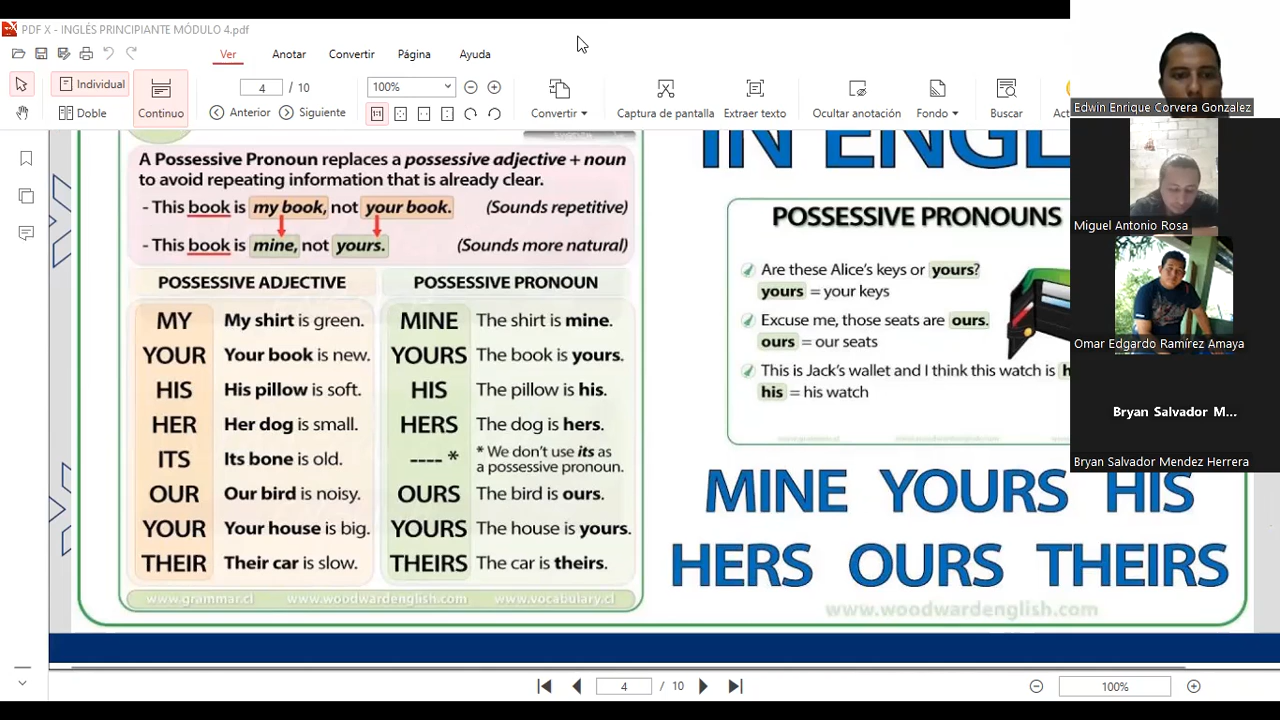 PDF X - INGLÉS PRINCIPIANTE MÓDULO 4.pdf
Ver Anotar Convertir Página Ayuda
Individual
Doble
Continuo
4 / 10
Anterior Siguiente
100%
Convertir
Captura de pantalla
Extraer texto
Ocultar anotación
Fondo
Buscar
A Possessive Pronoun replaces a possessive adjective + noun
to avoid repeating information that is already clear.
- This book is my book, not your book. (Sounds repetitive)
- This book is mine, not yours. (Sounds more natural)
POSSESSIVE ADJECTIVE POSSESSIVE PRONOUN
MY My shirt is green. MINE The shirt is mine.
YOUR Your book is new. YOURS The book is yours.
HIS His pillow is soft. HIS The pillow is his.
HER Her dog is small. HERS The dog is hers.
ITS Its bone is old. ---- * * We don't use its as
a possessive pronoun.
OUR Our bird is noisy. OURS The bird is ours.
YOUR Your house is big. YOURS The house is yours.
THEIR Their car is slow. THEIRS The car is theirs.
www.grammar.cl www.woodwardenglish.com www.vocabulary.cl
IN ENGL
POSSESSIVE PRONOUNS
Are these Alice's keys or yours?
yours = your keys
Excuse me, those seats are ours.
ours = our seats
This is Jack's wallet and I think this watch is h
his = his watch
MINE YOURS HIS
HERS OURS THEIRS
www.woodwardenglish.com
Edwin Enrique Corvera Gonzalez
Miguel Antonio Rosa
Omar Edgardo Ramírez Amaya
Bryan Salvador M...
Bryan Salvador Mendez Herrera
4 / 10
100%